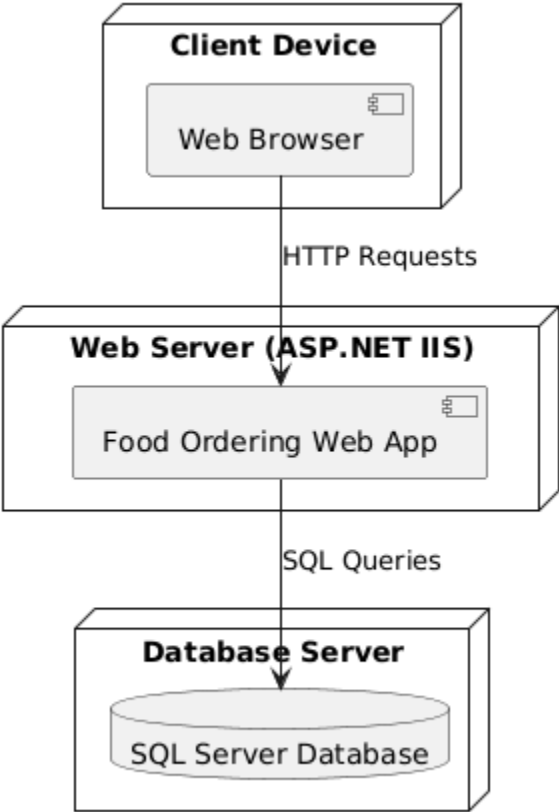 Client Device
Web Browser
HTTP Requests
Web Server (ASP.NET IIS)
Food Ordering Web App
SQL Queries
Database Server
SQL Server Database